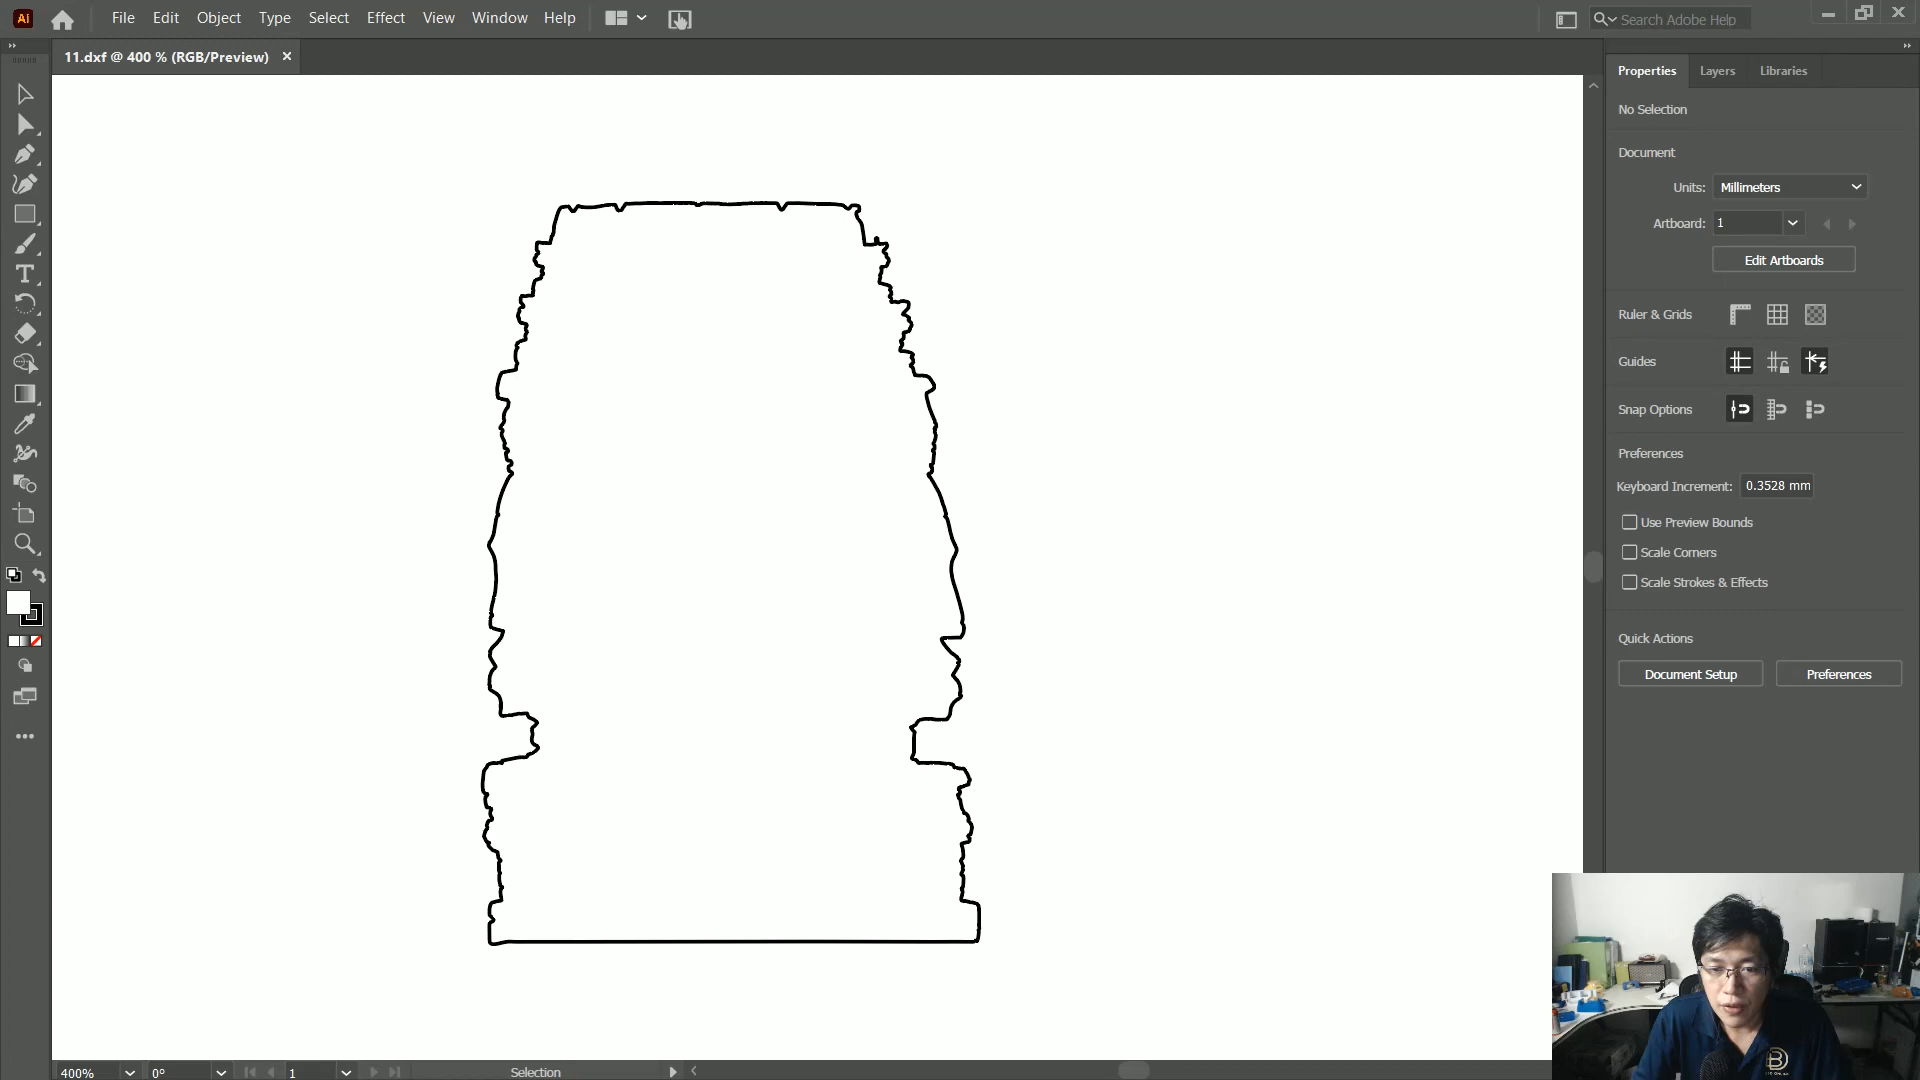 Ai
File Edit Object Type Select Effect View Window Help
Search Adobe Help
11.dxf @ 400 % (RGB/Preview)
Properties Layers Libraries
No Selection
Document
Units: Millimeters
Artboard: 1
Edit Artboards
Ruler & Grids
Guides
Snap Options
Preferences
Keyboard Increment: 0.3528 mm
Use Preview Bounds
Scale Corners
Scale Strokes & Effects
Quick Actions
Document Setup Preferences
400% 0° 1 Selection